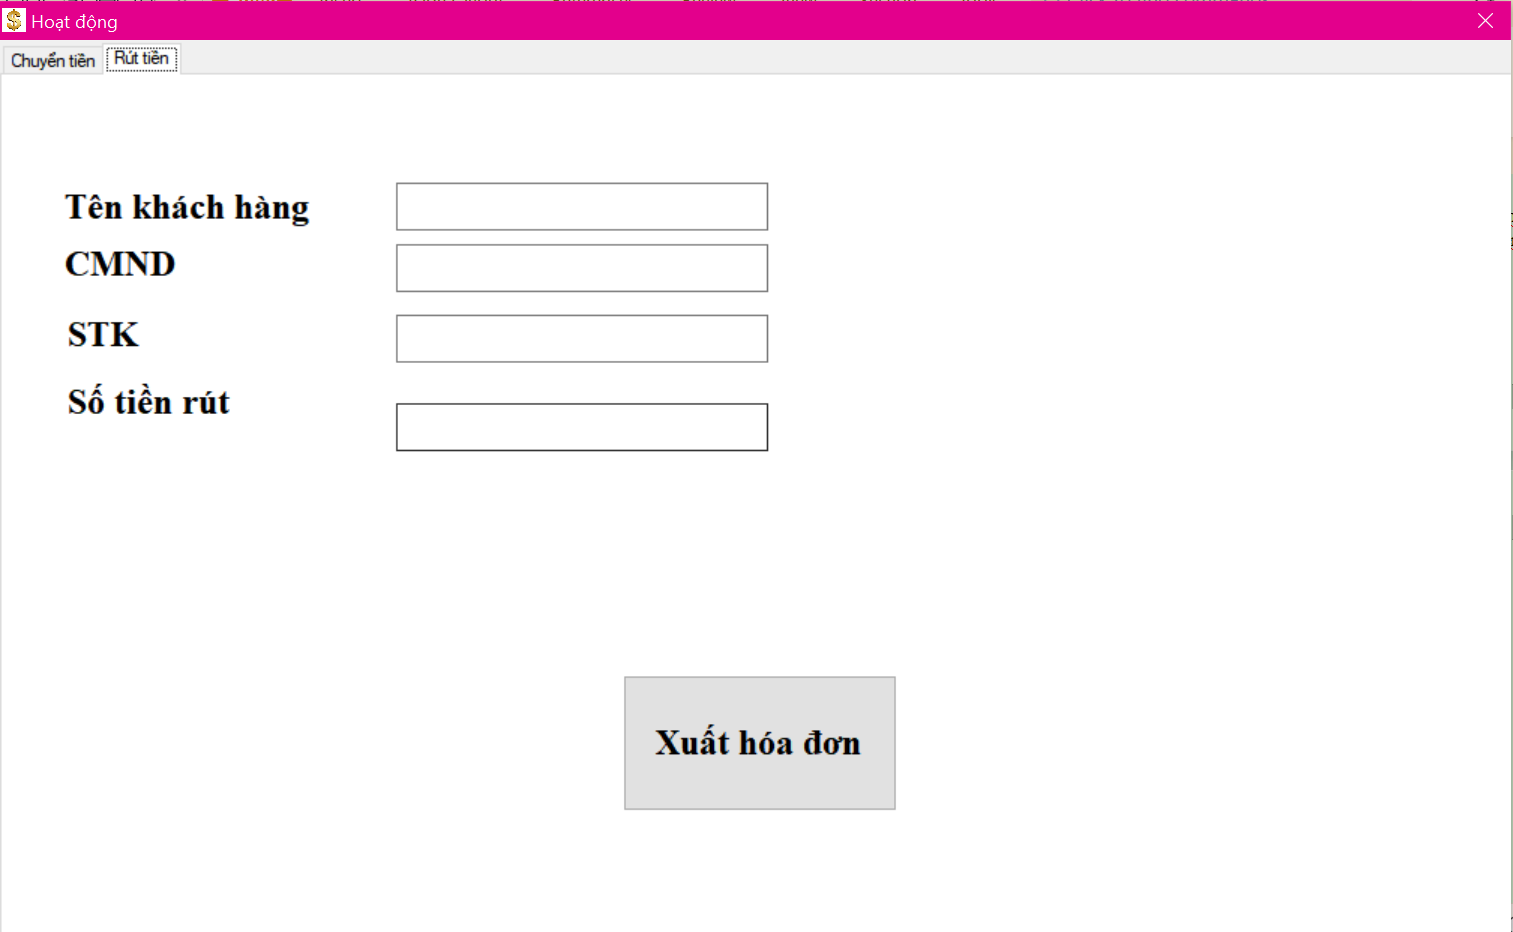 Hoạt động
Chuyển tiền Rút tiền
Tên khách hàng
CMND
STK
Số tiền rút
Xuất hóa đơn